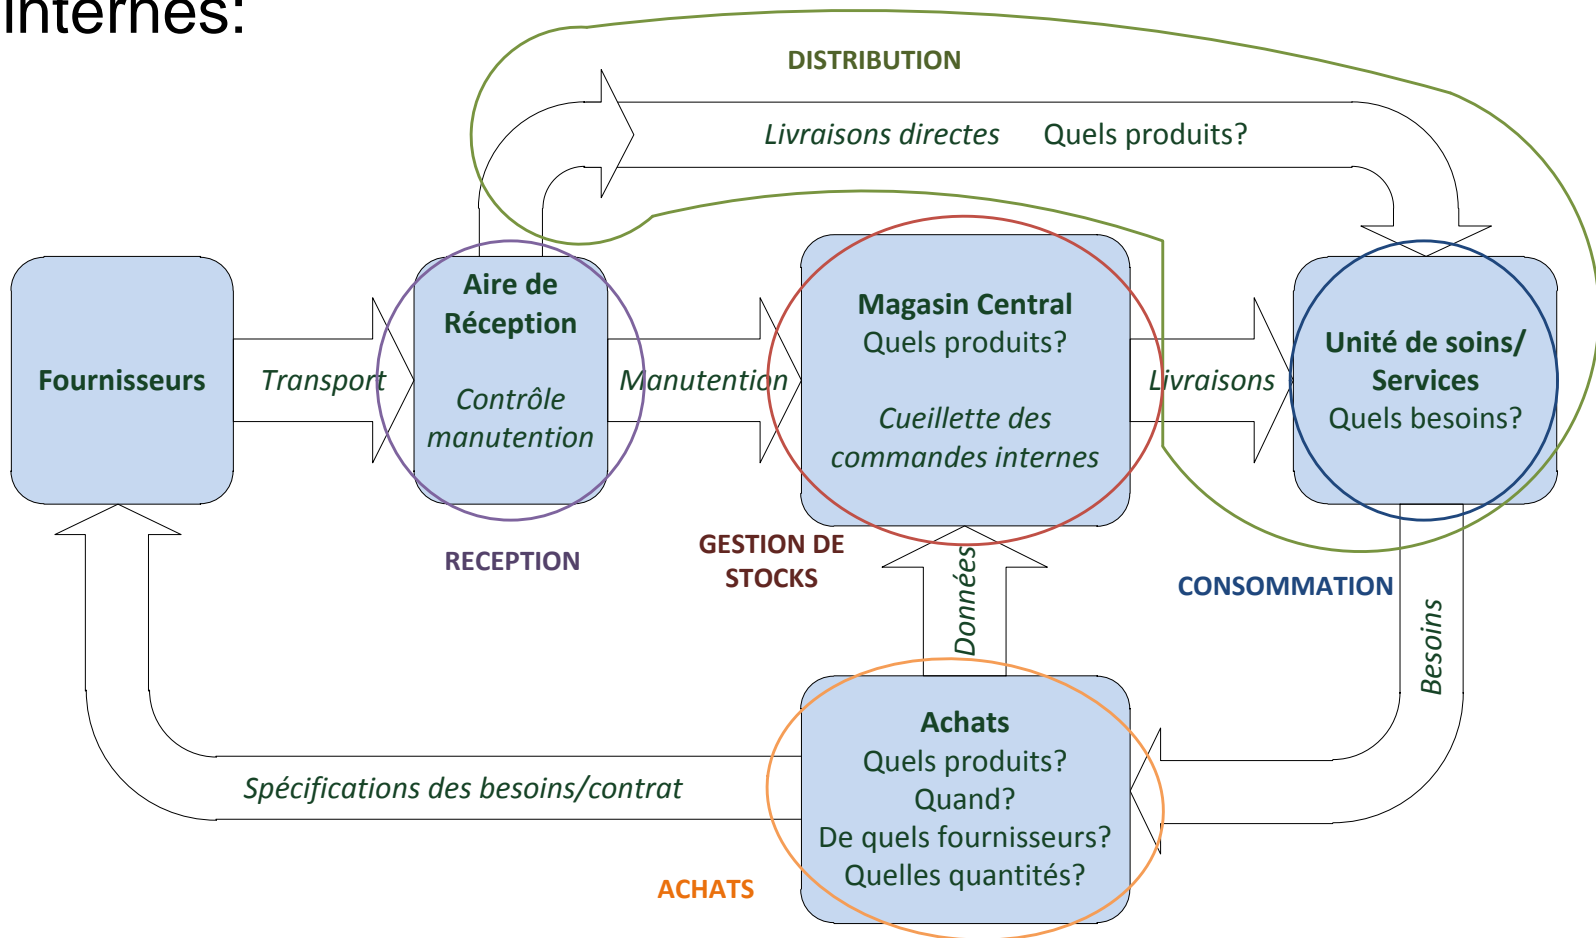 internes:
DISTRIBUTION
Livraisons directes Quels produits?
Fournisseurs
Transport
Aire de
Réception
Contrôle
manutention
RECEPTION
Manutention
Magasin Central
Quels produits?
Cueillette des
commandes internes
GESTION DE
STOCKS
Livraisons
Unité de soins/
Services
Quels besoins?
CONSOMMATION
Données
Besoins
Achats
Quels produits?
Quand?
De quels fournisseurs?
Quelles quantités?
ACHATS
Spécifications des besoins/contrat